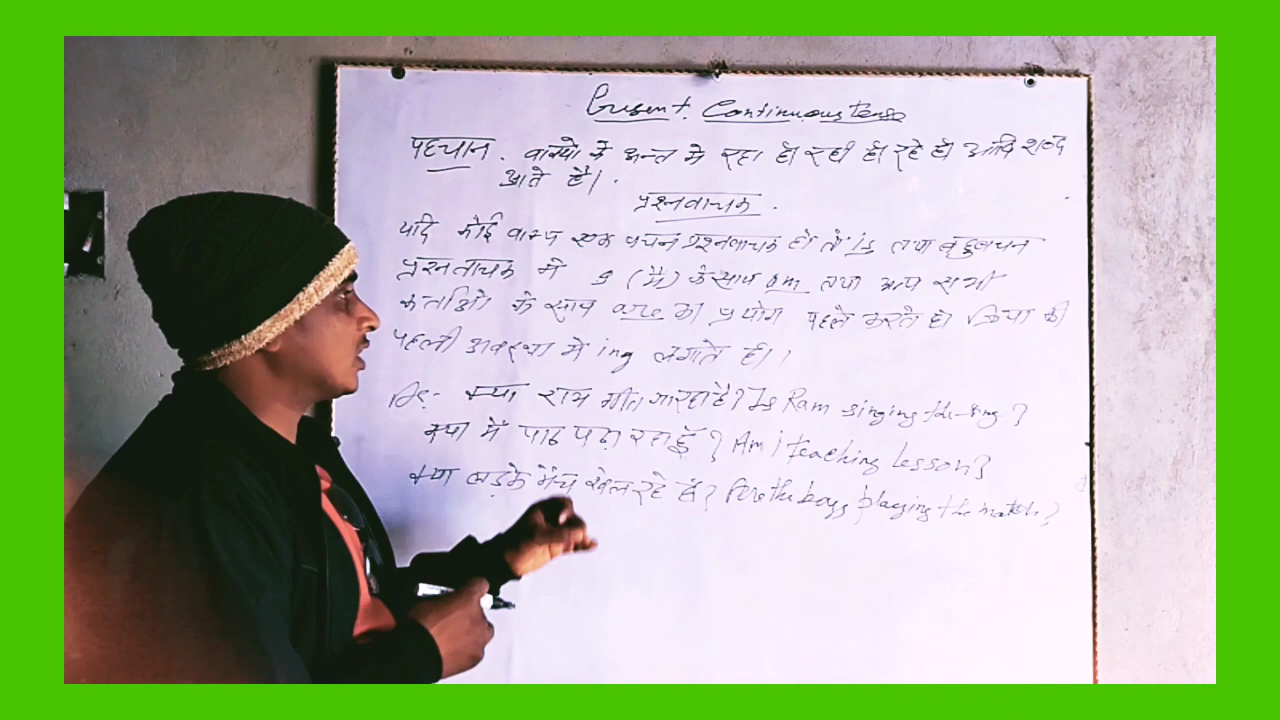 Present Continuous Tense
पहचान. वाक्यो के अन्त मे रहा हो रही हो रहे हो आदि शब्द
आते है।.
प्रश्नवाचक.
यदि कोई वाक्य एक वचन प्रश्नवाचक हो तो is तथा बहुवचन
प्रश्नवाचक मे (मै) के साथ am तथा अन्य सभी
कर्ताओ के साथ are का प्रयोग पहले करते हो क्रिया की
पहली अवस्था में ing लगाते है।।
क्या राम गीत गा रहा है? Is Ram singing the song?
क्या में पाठ पढ़ा रहा हूँ? Am i teaching lesson?
क्या लड़के मैच खेल रहे है? Are the boys playing the match?